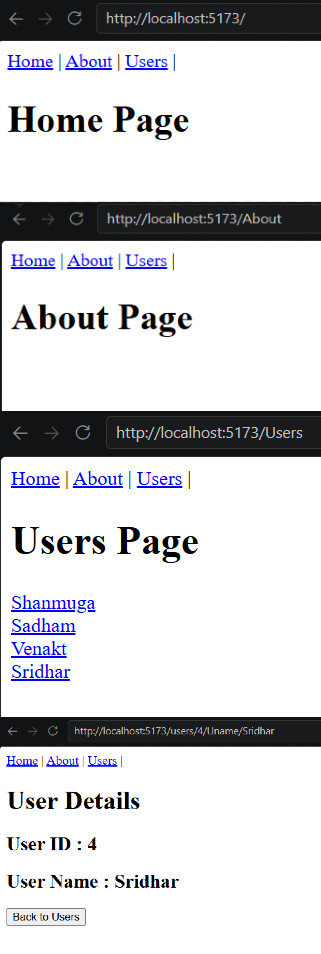 http://localhost:5173/
Home | About | Users |
Home Page
http://localhost:5173/About
Home | About | Users |
About Page
http://localhost:5173/Users
Home | About | Users |
Users Page
Shanmuga
Sadham
Venakt
Sridhar
http://localhost:5173/users/4/Uname/Sridhar
Home | About | Users |
User Details
User ID : 4
User Name : Sridhar
Back to Users